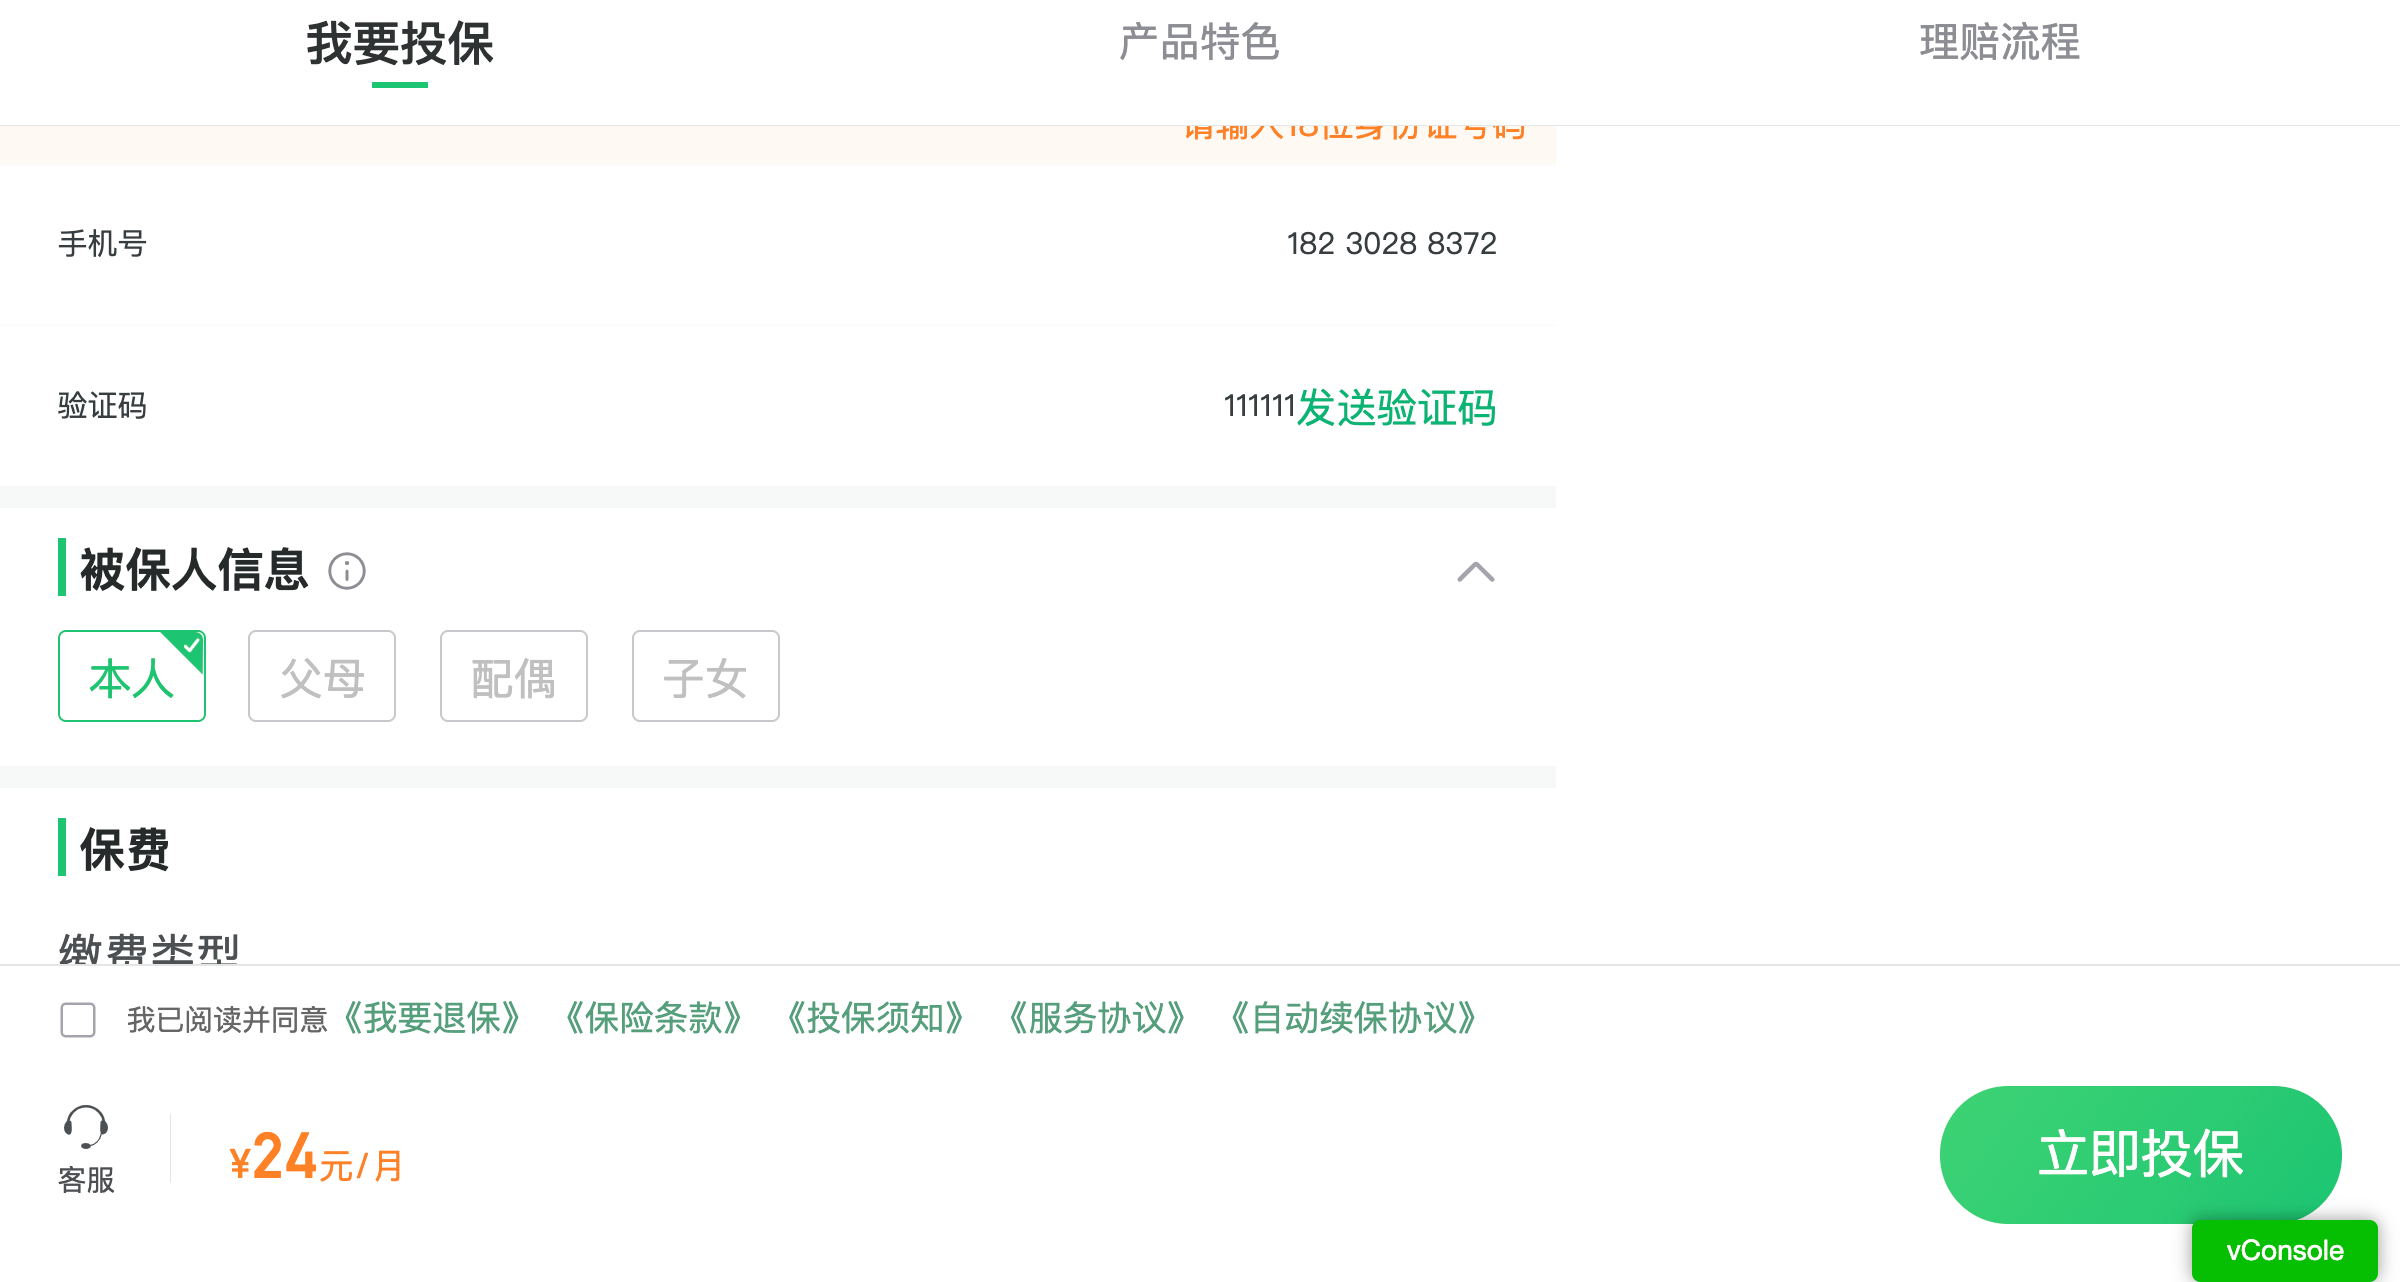 我要投保 产品特色 理赔流程
请输入18位身份证号码
手机号 182 3028 8372
验证码 111111发送验证码
被保人信息
本人 父母 配偶 子女
保费
缴费类型
我已阅读并同意《我要退保》 《保险条款》 《投保须知》 《服务协议》 《自动续保协议》
客服 ¥24元/月 立即投保
vConsole